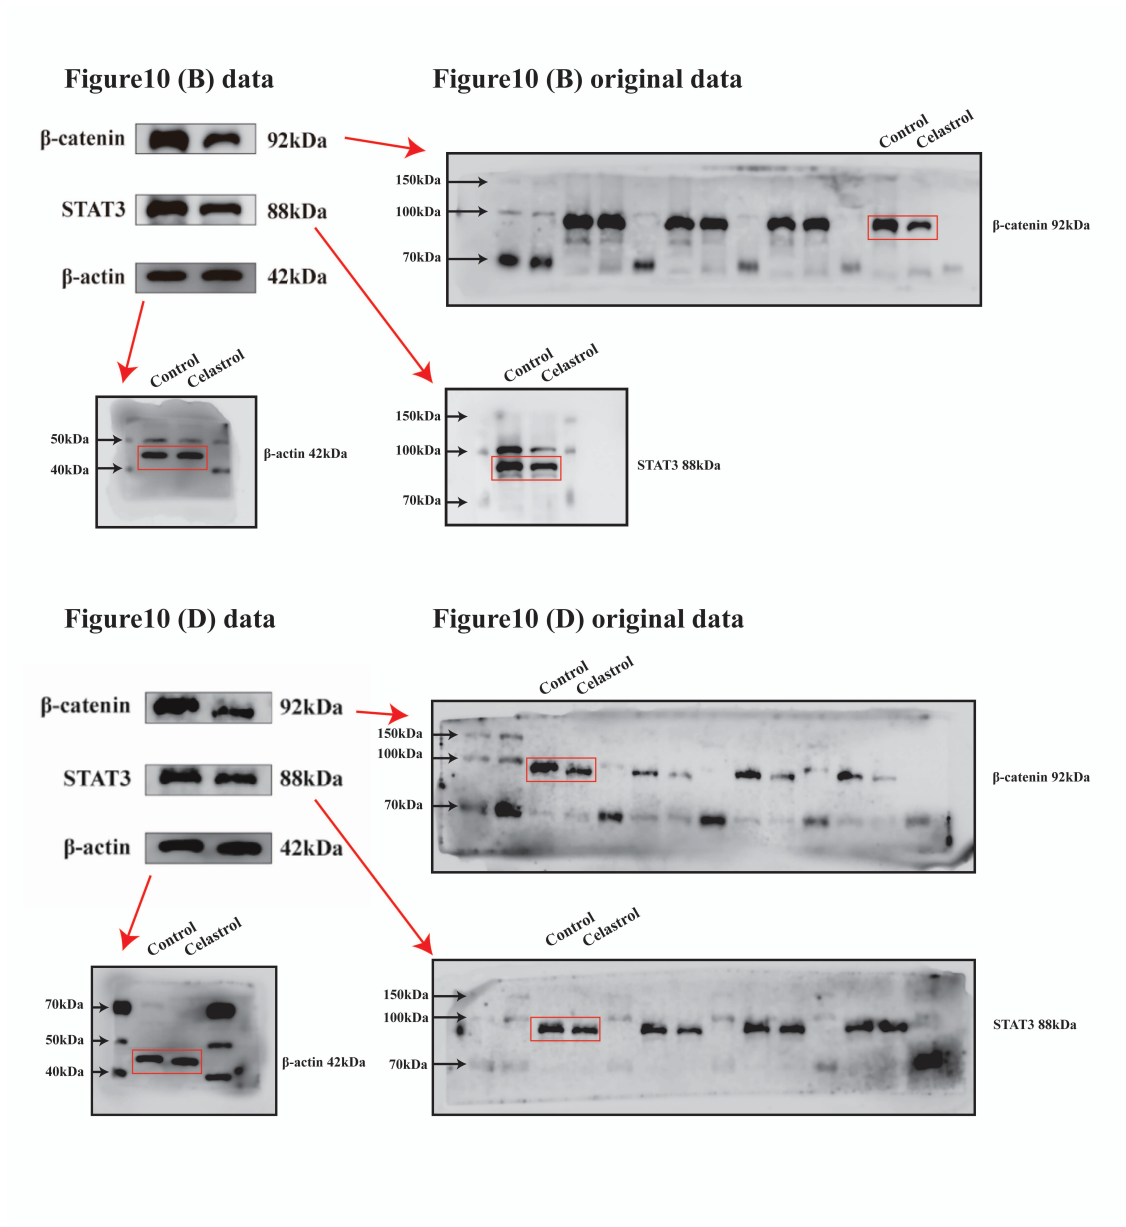 Figure10 (B) data
Figure10 (B) original data
β-catenin 92kDa
STAT3 88kDa
β-actin 42kDa
Control Celastrol
150kDa
100kDa
70kDa
β-catenin 92kDa
Control Celastrol
50kDa
40kDa
β-actin 42kDa
Control Celastrol
150kDa
100kDa
70kDa
STAT3 88kDa
Figure10 (D) data
Figure10 (D) original data
β-catenin 92kDa
STAT3 88kDa
β-actin 42kDa
Control Celastrol
150kDa
100kDa
70kDa
β-catenin 92kDa
Control Celastrol
70kDa
50kDa
40kDa
β-actin 42kDa
Control Celastrol
150kDa
100kDa
70kDa
STAT3 88kDa